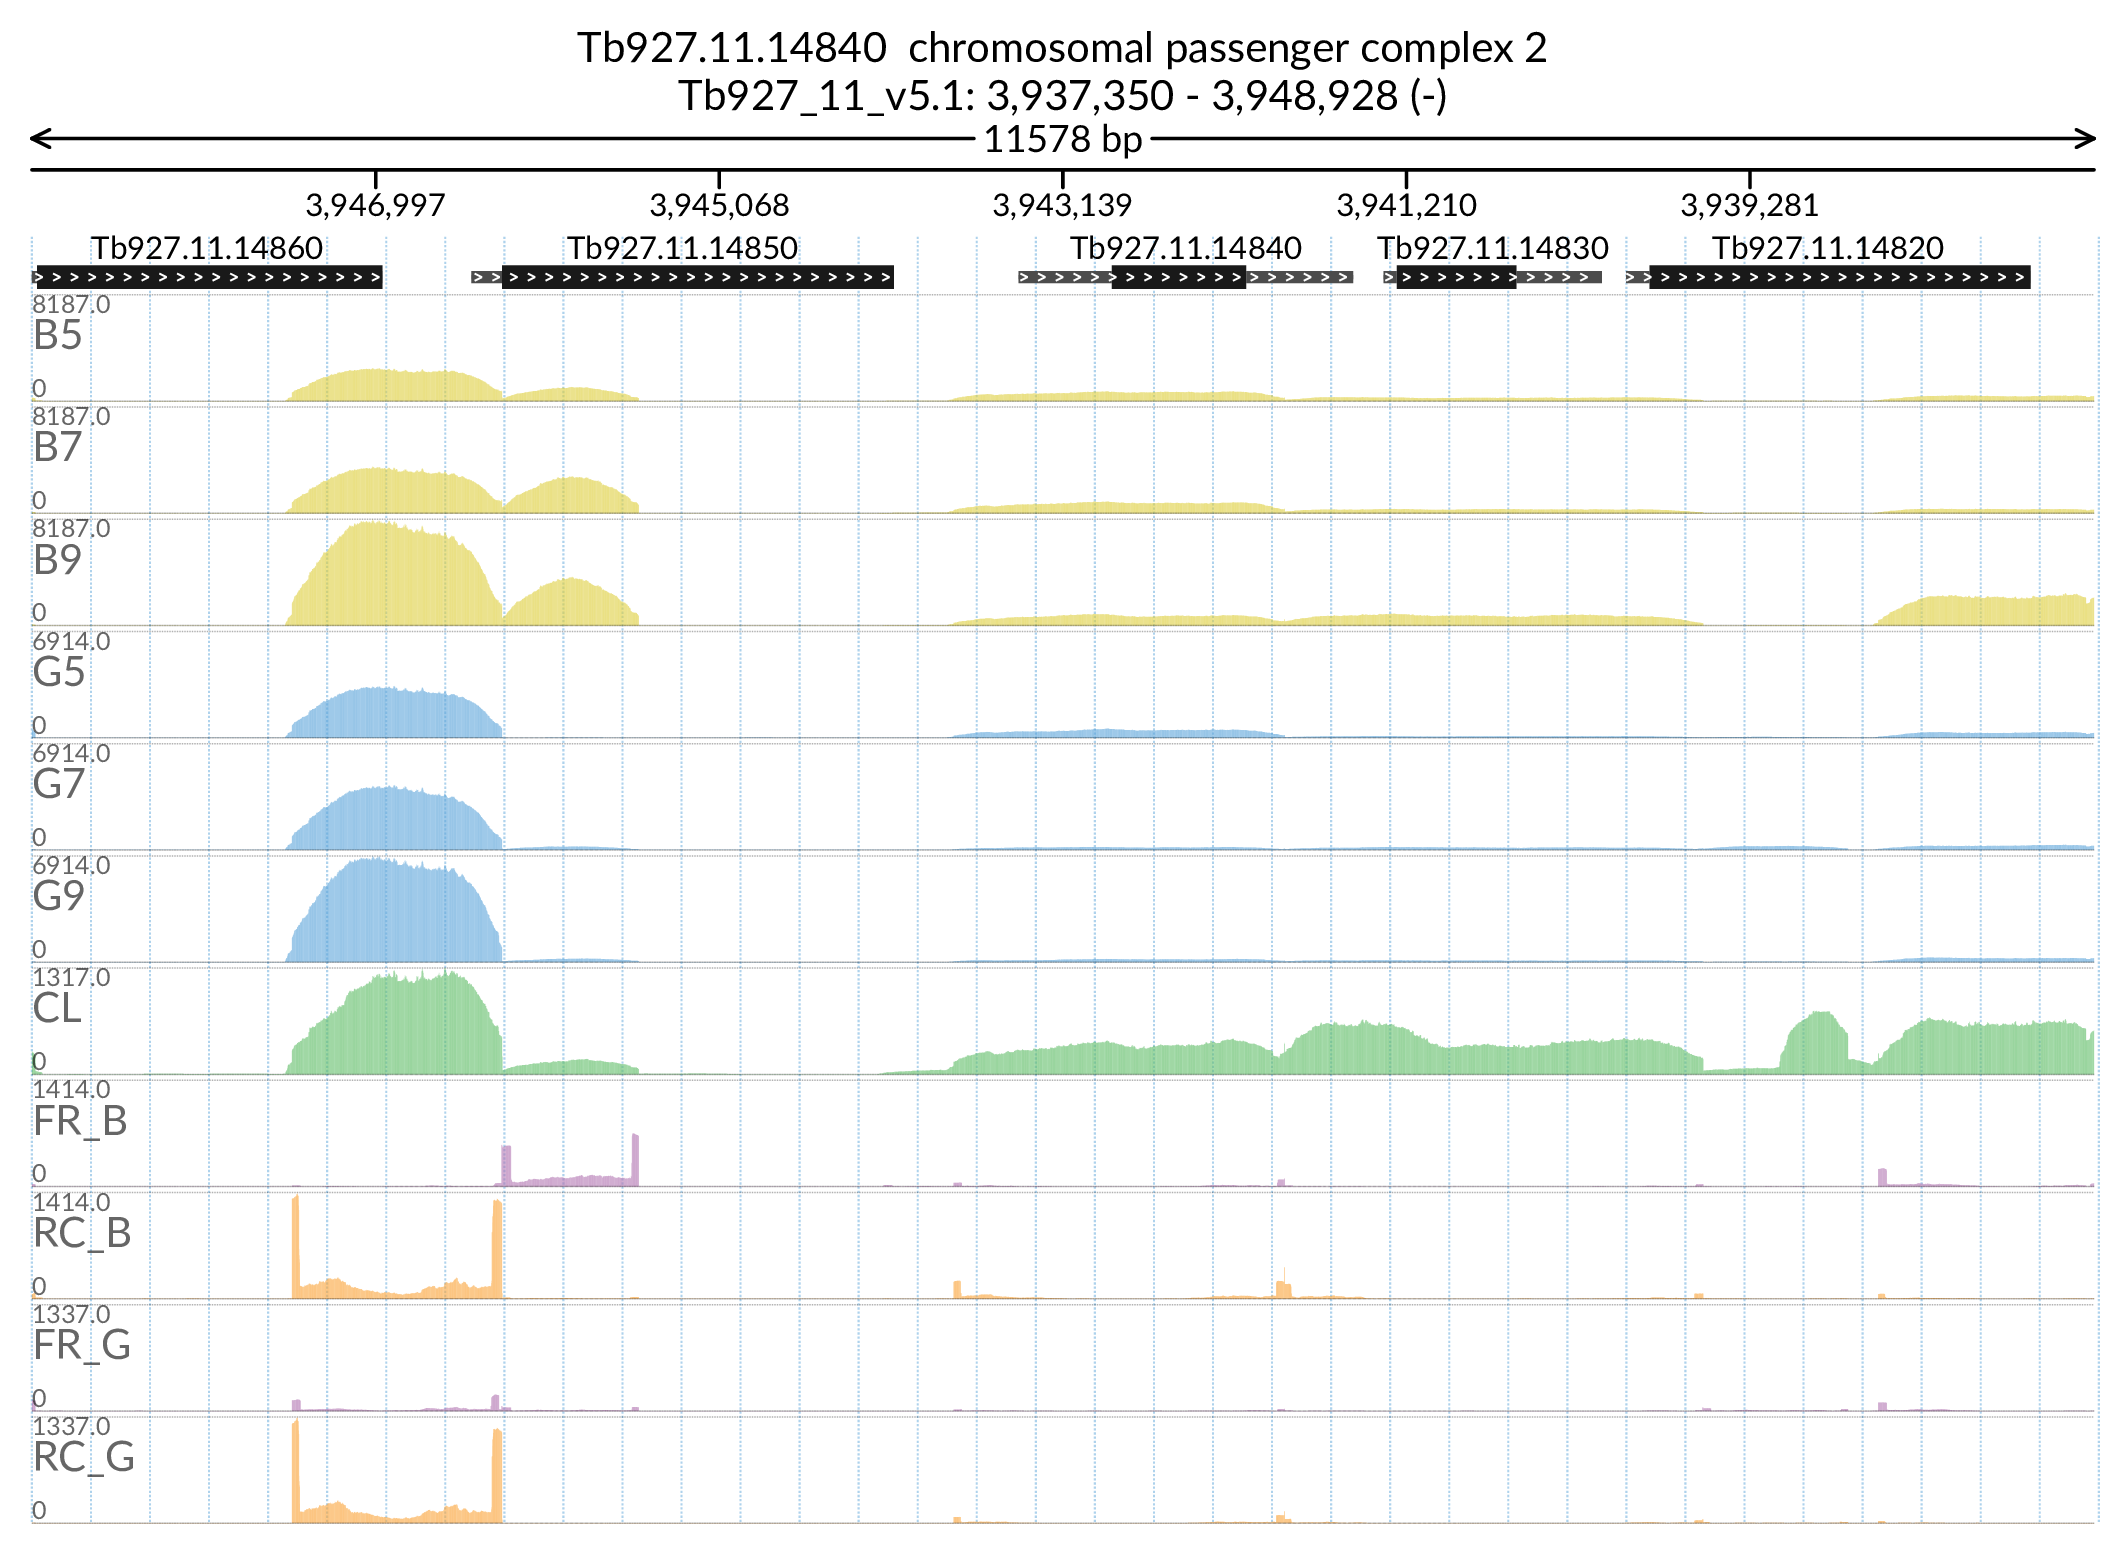 Tb927.11.14840  chromosomal passenger complex 2
Tb927_11_v5.1: 3,937,350 - 3,948,928 (-)
11578 bp
3,946,997 3,945,068 3,943,139 3,941,210 3,939,281
Tb927.11.14860 Tb927.11.14850 Tb927.11.14840 Tb927.11.14830 Tb927.11.14820
8187.0
B5
0
8187.0
B7
0
8187.0
B9
0
6914.0
G5
0
6914.0
G7
0
6914.0
G9
0
1317.0
CL
0
1414.0
FR_B
0
1414.0
RC_B
0
1337.0
FR_G
0
1337.0
RC_G
0